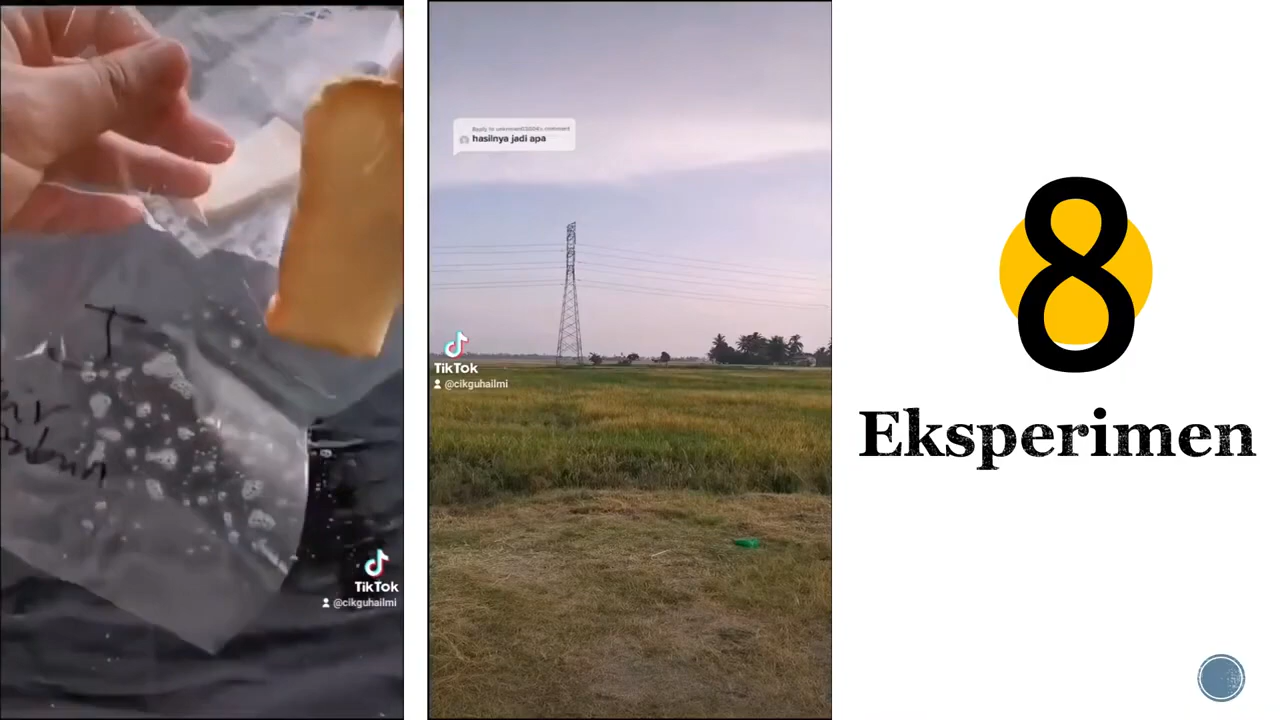 T
TikTok
@cikguhailmi
hasilnya jadi apa
TikTok
@cikguhailmi
8
Eksperimen